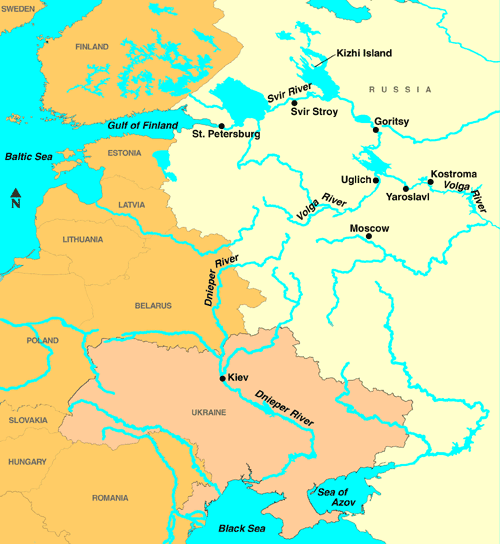 SWEDEN
FINLAND
Kizhi Island
RUSSIA
Svir River
Svir Stroy
Goritsy
Gulf of Finland
St. Petersburg
Baltic Sea
ESTONIA
N
LATVIA
Uglich
Kostroma
Volga
River
Yaroslavl
Volga River
Moscow
LITHUANIA
Dnieper River
BELARUS
POLAND
Kiev
Dnieper River
UKRAINE
SLOVAKIA
HUNGARY
ROMANIA
Sea of
Azov
Black Sea